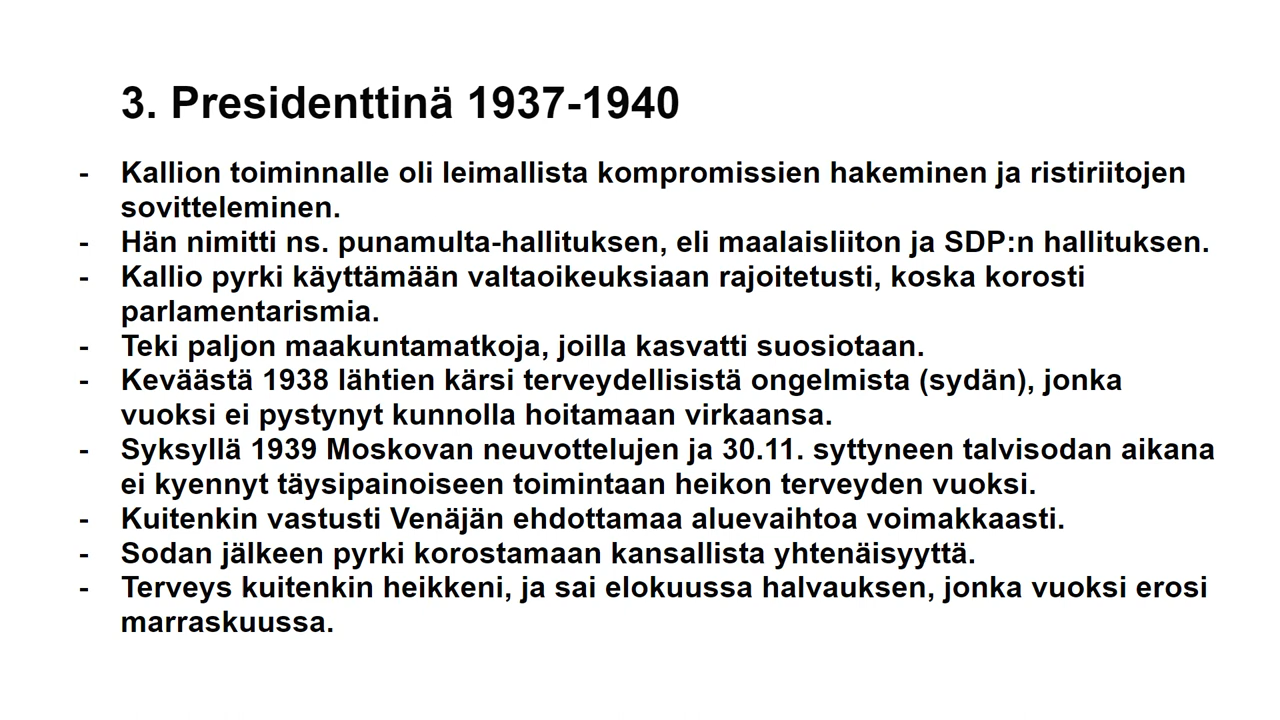 3. Presidenttinä 1937-1940
- Kallion toiminnalle oli leimallista kompromissien hakeminen ja ristiriitojen
sovitteleminen.
- Hän nimitti ns. punamulta-hallituksen, eli maalaisliiton ja SDP:n hallituksen.
- Kallio pyrki käyttämään valtaoikeuksiaan rajoitetusti, koska korosti
parlamentarismia.
- Teki paljon maakuntamatkoja, joilla kasvatti suosiotaan.
- Keväästä 1938 lähtien kärsi terveydellisistä ongelmista (sydän), jonka
vuoksi ei pystynyt kunnolla hoitamaan virkaansa.
- Syksyllä 1939 Moskovan neuvottelujen ja 30.11. syttyneen talvisodan aikana
ei kyennyt täysipainoiseen toimintaan heikon terveyden vuoksi.
- Kuitenkin vastusti Venäjän ehdottamaa aluevaihtoa voimakkaasti.
- Sodan jälkeen pyrki korostamaan kansallista yhtenäisyyttä.
- Terveys kuitenkin heikkeni, ja sai elokuussa halvauksen, jonka vuoksi erosi
marraskuussa.